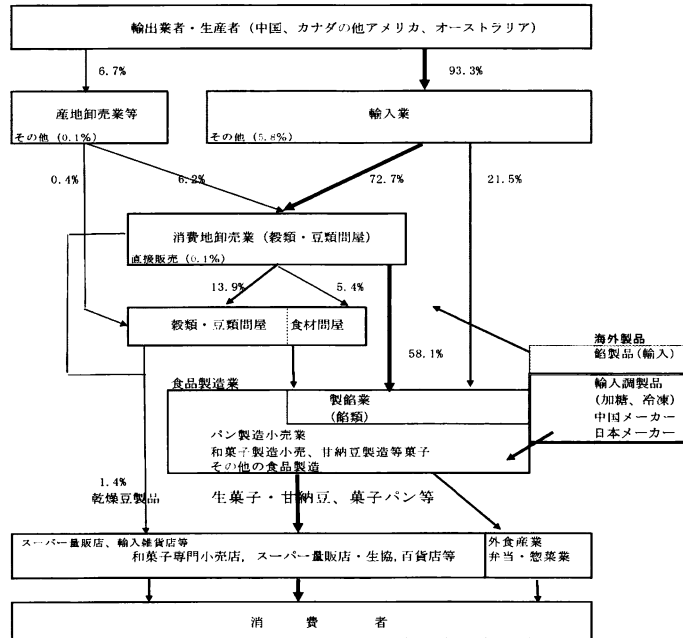 輸出業者・生産者（中国、カナダの他アメリカ、オーストラリア）
6.7%
93.3%
産地卸売業等
その他（0.1%）
輸入業
その他（5.8%）
0.4%
6.2%
72.7%
21.5%
消費地卸売業（穀類・豆類問屋）
直接販売（0.1%）
13.9%
5.4%
穀類・豆類問屋
食材問屋
58.1%
海外製品
餡製品(輸入)
食品製造業
製餡業
（餡類）
輸入調製品
(加糖、冷凍)
中国メーカー
日本メーカー
パン製造小売業
和菓子製造小売、甘納豆製造等菓子
その他の食品製造
1.4%
乾燥豆製品
生菓子・甘納豆、菓子パン等
スーパー量販店、輸入雑貨店等
和菓子専門小売店, スーパー量販店・生協,百貨店等
外食産業
弁当・惣菜業
消 費 者